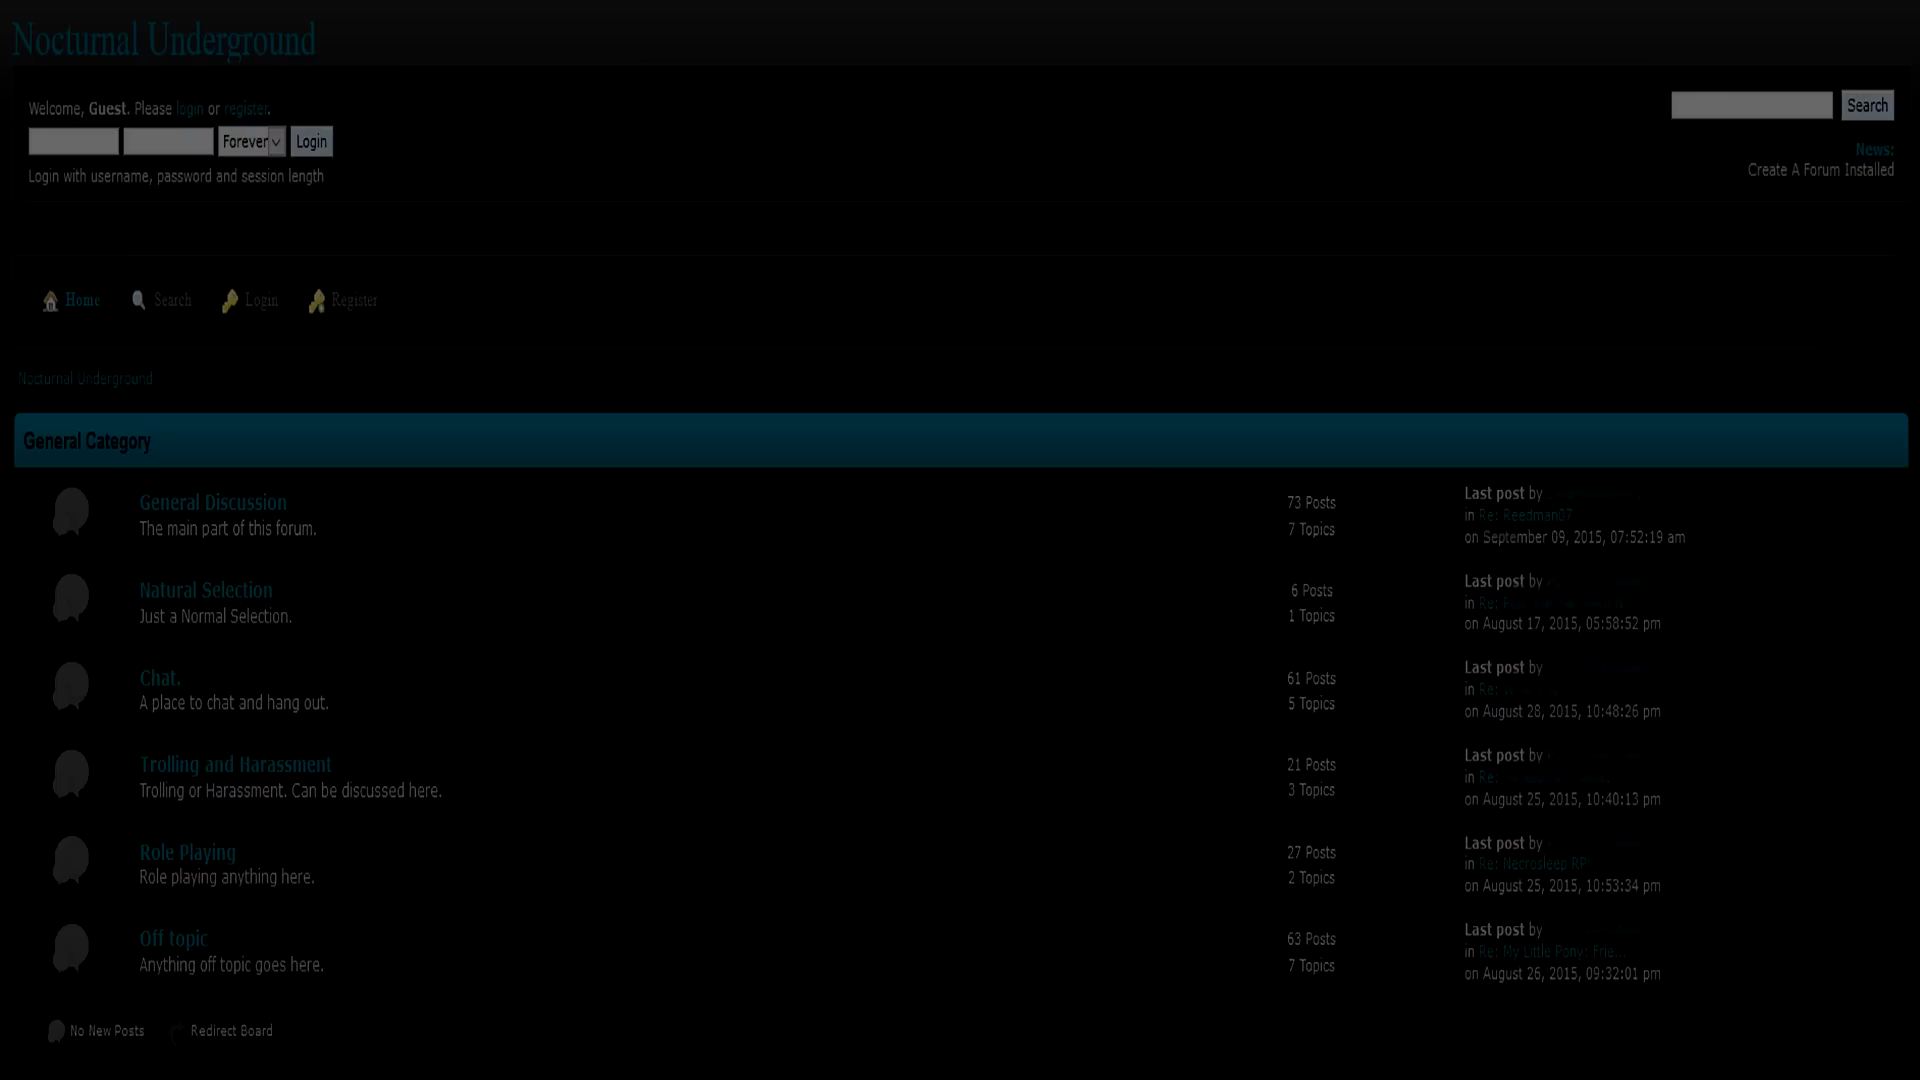 Nocturnal Underground
Welcome, Guest. Please login or register.
Forever Login
Search
Login with username, password and session length
News:
Create A Forum Installed
Home Search Login Register
Nocturnal Underground
General Category
General Discussion
The main part of this forum.
73 Posts
7 Topics
Last post by
in Re: Reedman07
on September 09, 2015, 07:52:19 am
Natural Selection
Just a Normal Selection.
6 Posts
1 Topics
Last post by
in Re:
on August 17, 2015, 05:58:52 pm
Chat.
A place to chat and hang out.
61 Posts
5 Topics
Last post by
in Re:
on August 28, 2015, 10:48:26 pm
Trolling and Harassment
Trolling or Harassment. Can be discussed here.
21 Posts
3 Topics
Last post by
in Re:
on August 25, 2015, 10:40:13 pm
Role Playing
Role playing anything here.
27 Posts
2 Topics
Last post by
in Re: Necrosleep RP
on August 25, 2015, 10:53:34 pm
Off topic
Anything off topic goes here.
63 Posts
7 Topics
Last post by
in Re: My Little Pony: Frie...
on August 26, 2015, 09:32:01 pm
No New Posts Redirect Board